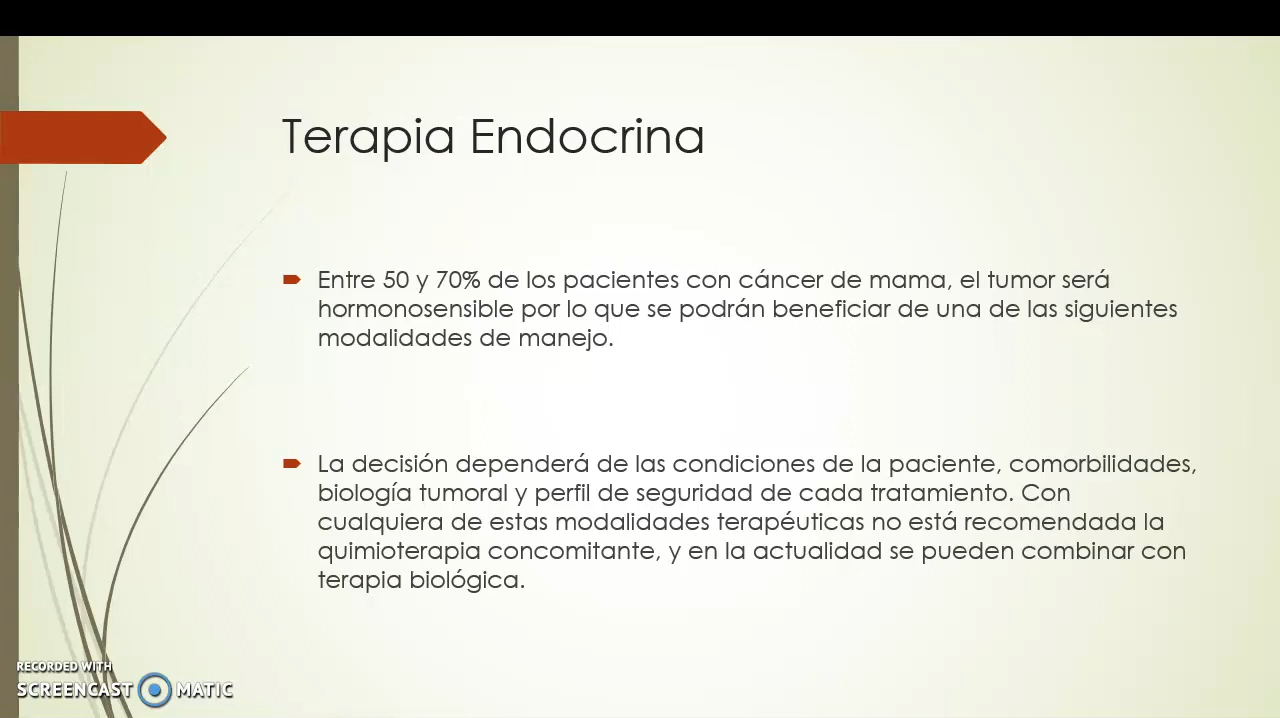 Terapia Endocrina
Entre 50 y 70% de los pacientes con cáncer de mama, el tumor será
hormonosensible por lo que se podrán beneficiar de una de las siguientes
modalidades de manejo.
La decisión dependerá de las condiciones de la paciente, comorbilidades,
biología tumoral y perfil de seguridad de cada tratamiento. Con
cualquiera de estas modalidades terapéuticas no está recomendada la
quimioterapia concomitante, y en la actualidad se pueden combinar con
terapia biológica.
RECORDED WITH
SCREENCAST MATIC